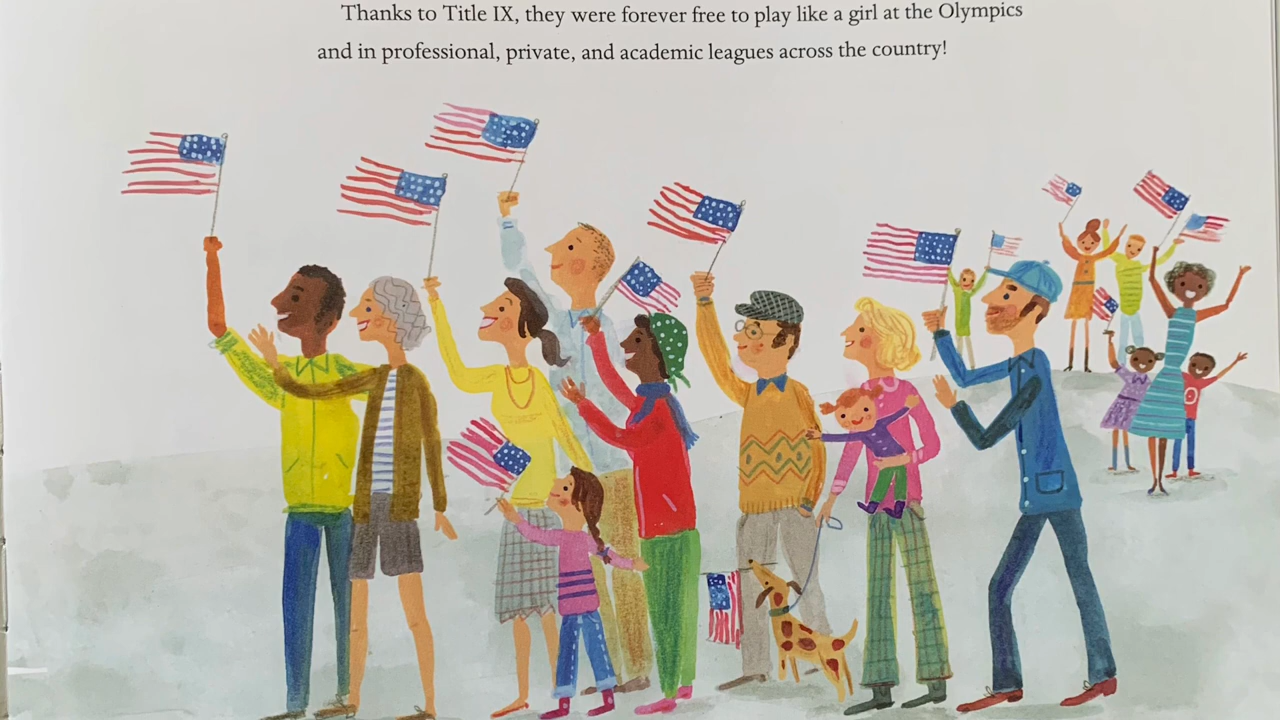 Thanks to Title IX, they were forever free to play like a girl at the Olympics
and in professional, private, and academic leagues across the country!